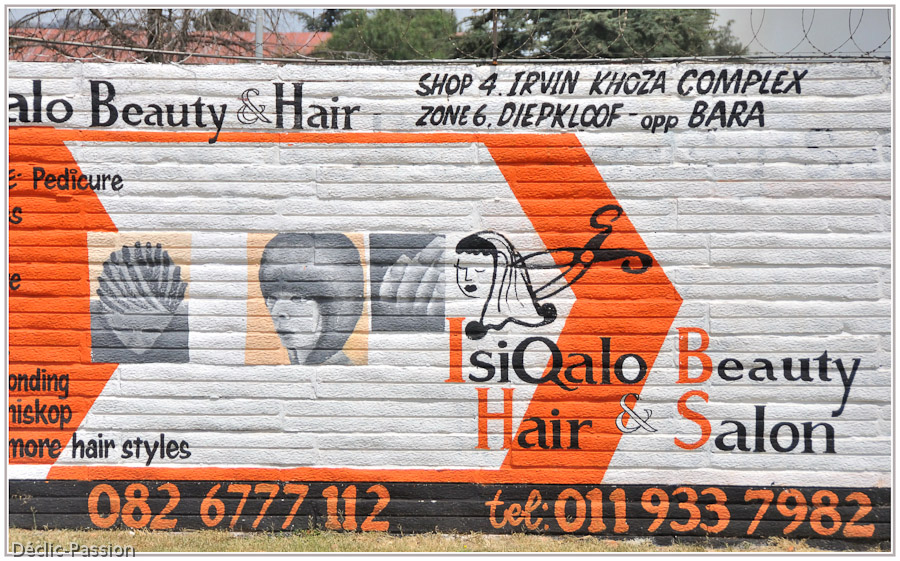 alo Beauty & Hair
SHOP 4. IRVIN KHOZA COMPLEX
ZONE 6. DIEPKLOOF - opp BARA
e- Pedicure
s
e
onding
niskop
more hair styles
IsiQalo Beauty
Hair & Salon
082 6777 112
tel: 011 933 7982
Déclic-Passion